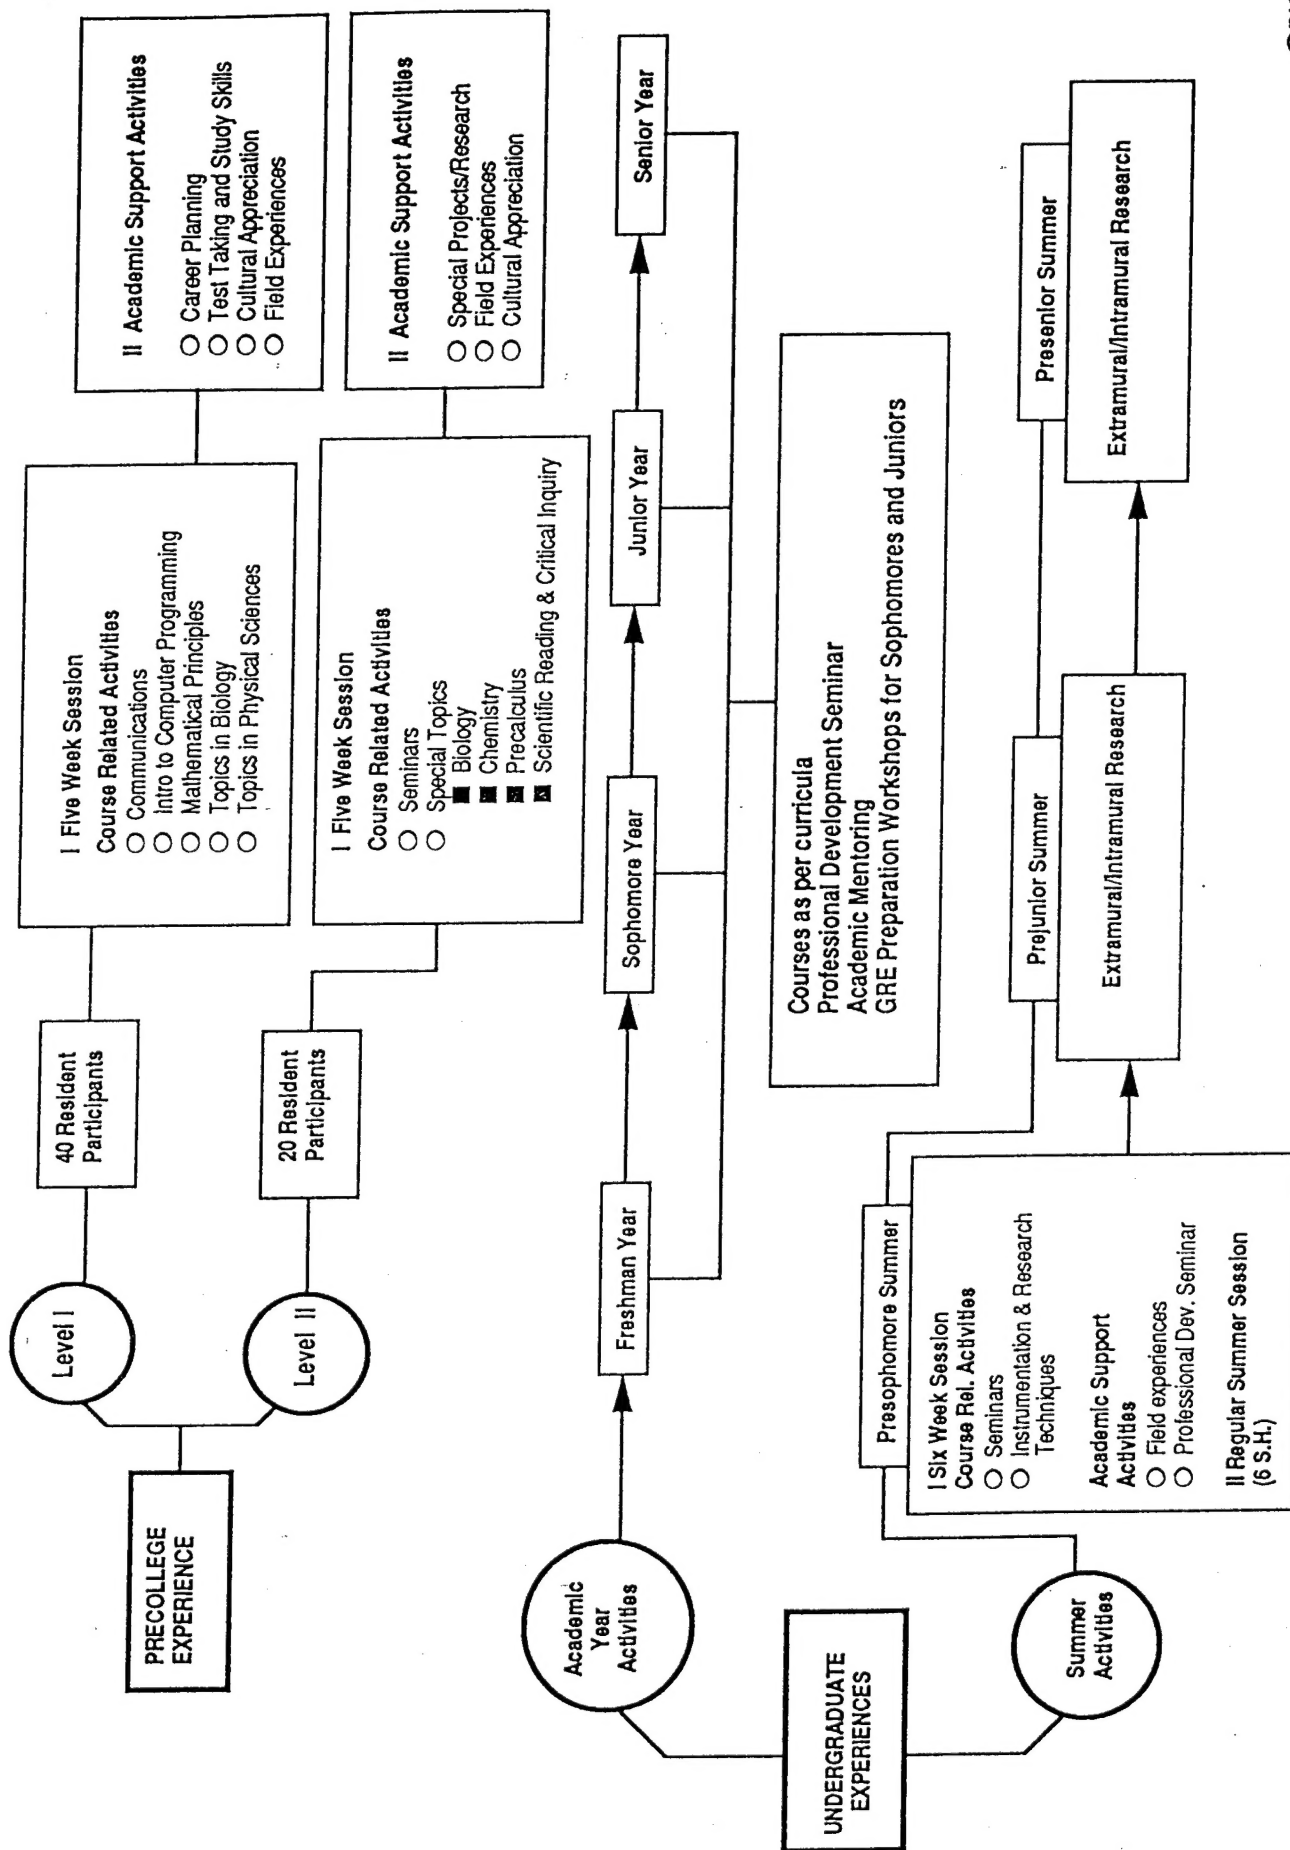 PRECOLLEGE
EXPERIENCE
Level I
40 Resident
Participants
I Five Week Session
Course Related Activities
○ Communications
○ Intro to Computer Programming
○ Mathematical Principles
○ Topics in Biology
○ Topics in Physical Sciences
II Academic Support Activities
○ Career Planning
○ Test Taking and Study Skills
○ Cultural Appreciation
○ Field Experiences
Level II
20 Resident
Participants
I Five Week Session
Course Related Activities
○ Seminars
○ Special Topics
■ Biology
■ Chemistry
■ Precalculus
■ Scientific Reading & Critical Inquiry
II Academic Support Activities
○ Special Projects/Research
○ Field Experiences
○ Cultural Appreciation
UNDERGRADUATE
EXPERIENCES
Academic
Year
Activities
Freshman Year
Sophomore Year
Junior Year
Senior Year
Courses as per curricula
Professional Development Seminar
Academic Mentoring
GRE Preparation Workshops for Sophomores and Juniors
Summer
Activities
Presophomore Summer
I Six Week Session
Course Rel. Activities
○ Seminars
○ Instrumentation & Research
Techniques
Academic Support
Activities
○ Field experiences
○ Professional Dev. Seminar
II Regular Summer Session
(6 S.H.)
Prejunior Summer
Extramural/Intramural Research
Presenior Summer
Extramural/Intramural Research